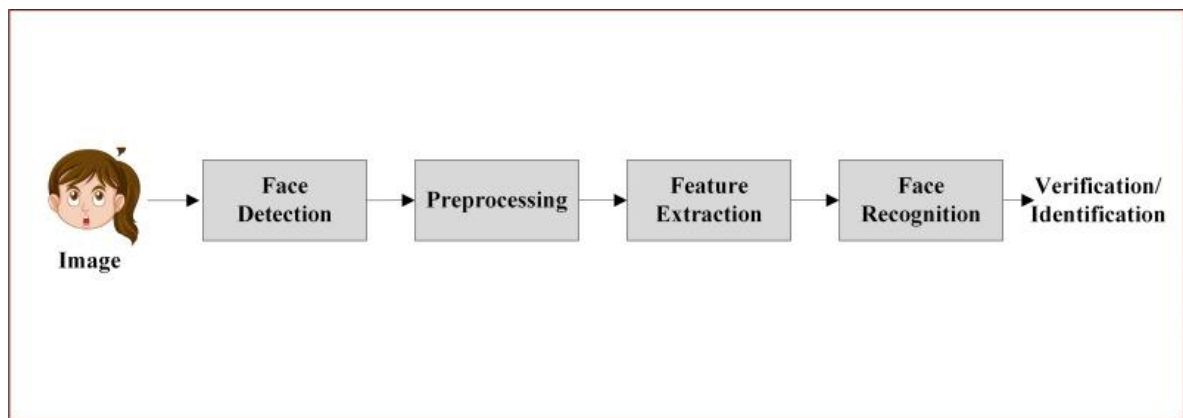 Image
Face
Detection
Preprocessing
Feature
Extraction
Face
Recognition
Verification/
Identification